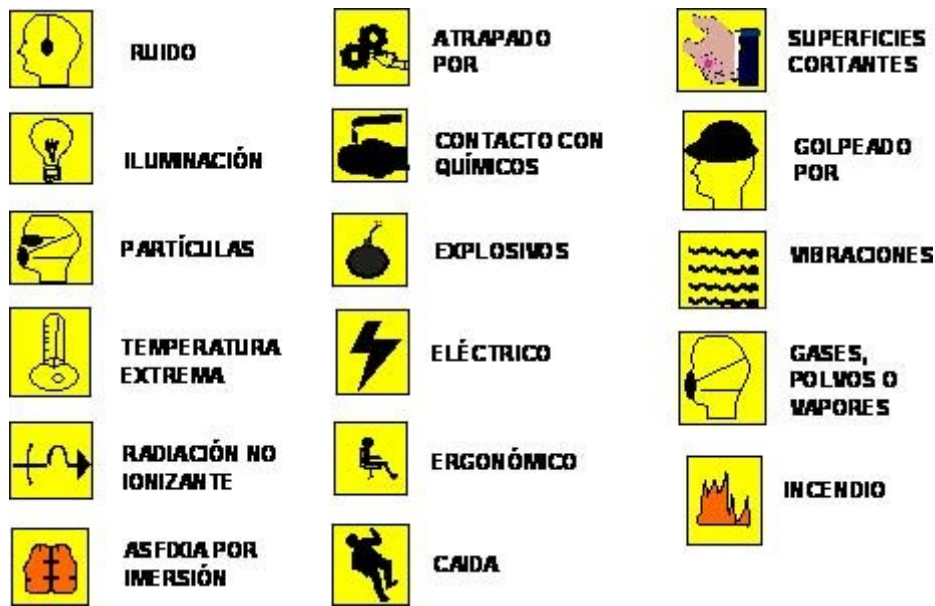 RUIDO
ILUMINACIÓN
PARTÍCULAS
TEMPERATURA
EXTREMA
RADIACIÓN NO
IONIZANTE
ASFIXIA POR
IMERSIÓN
ATRAPADO
POR
CONTACTO CON
QUÍMICOS
EXPLOSIVOS
ELÉCTRICO
ERGONÓMICO
CAIDA
SUPERFICIES
CORTANTES
GOLPEADO
POR
VIBRACIONES
GASES,
POLVOS O
VAPORES
INCENDIO